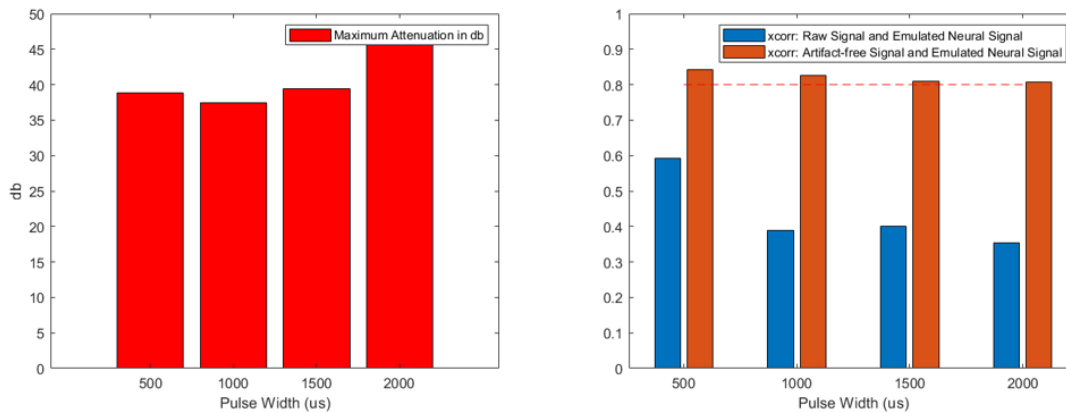 50
45
40
35
30
25
20
15
10
5
0
db
Maximum Attenuation in db
500 1000 1500 2000
Pulse Width (us)
1
0.9
0.8
0.7
0.6
0.5
0.4
0.3
0.2
0.1
0
xcorr: Raw Signal and Emulated Neural Signal
xcorr: Artifact-free Signal and Emulated Neural Signal
500 1000 1500 2000
Pulse Width (us)